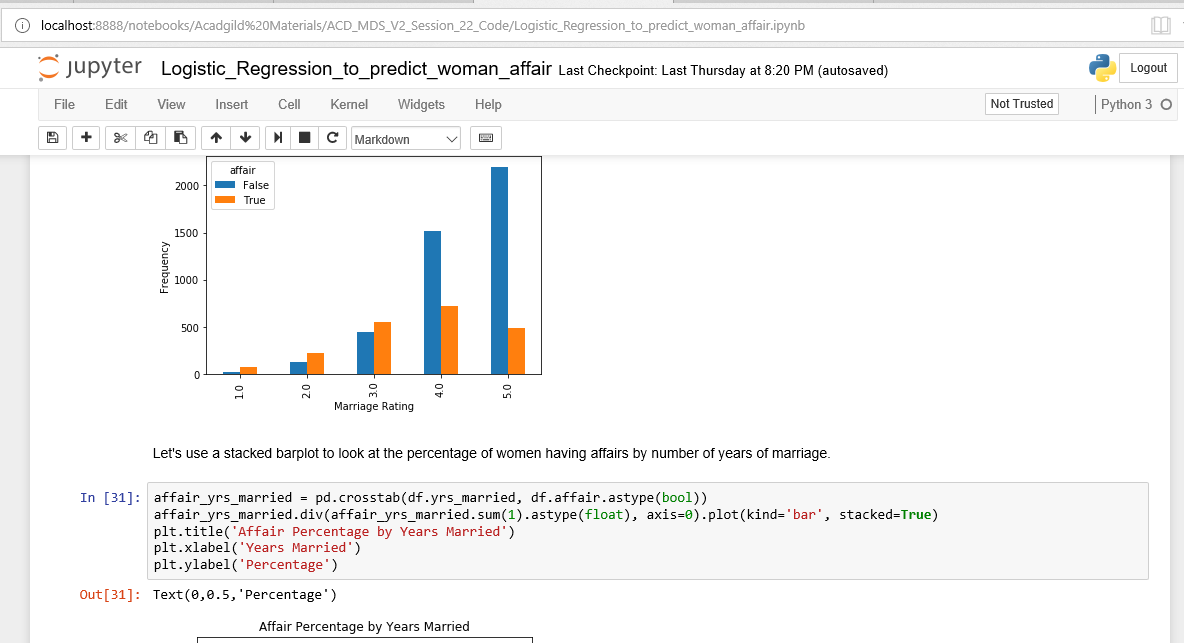 localhost:8888/notebooks/Acadgild%20Materials/ACD_MDS_V2_Session_22_Code/Logistic_Regression_to_predict_woman_affair.ipynb
jupyter Logistic_Regression_to_predict_woman_affair Last Checkpoint: Last Thursday at 8:20 PM (autosaved) Logout
File Edit View Insert Cell Kernel Widgets Help Not Trusted Python 3
Markdown
affair
False
True
2000
1500
1000
500
0
Frequency
1.0 2.0 3.0 4.0 5.0
Marriage Rating
Let's use a stacked barplot to look at the percentage of women having affairs by number of years of marriage.
In [31]: affair_yrs_married = pd.crosstab(df.yrs_married, df.affair.astype(bool))
affair_yrs_married.div(affair_yrs_married.sum(1).astype(float), axis=0).plot(kind='bar', stacked=True)
plt.title('Affair Percentage by Years Married')
plt.xlabel('Years Married')
plt.ylabel('Percentage')
Out[31]: Text(0,0.5,'Percentage')
Affair Percentage by Years Married